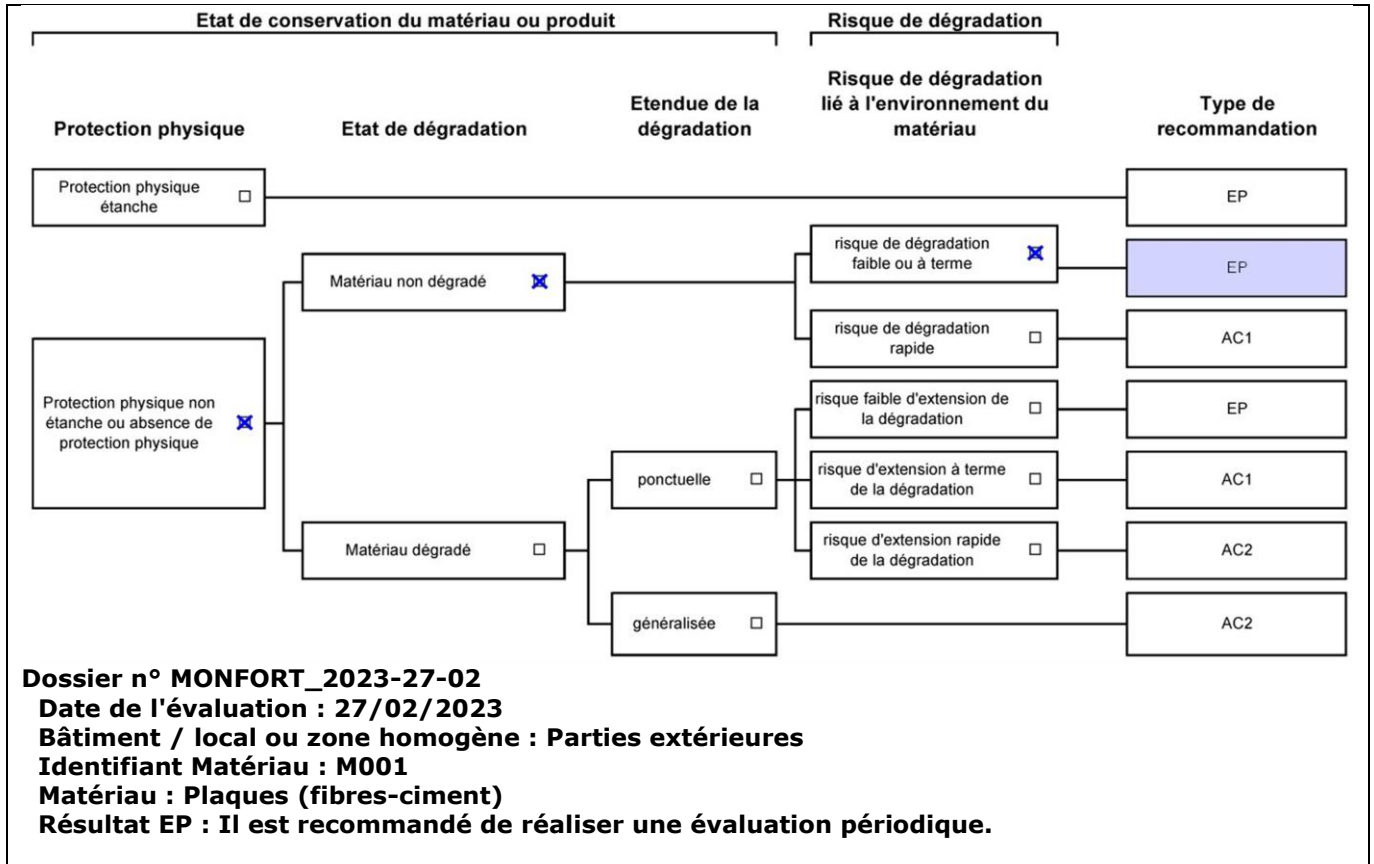 Etat de conservation du matériau ou produit
Risque de dégradation
Protection physique
Etat de dégradation
Etendue de la
dégradation
Risque de dégradation
lié à l'environnement du
matériau
Type de
recommandation
Protection physique
étanche
EP
risque de dégradation
faible ou à terme
EP
Matériau non dégradé
risque de dégradation
rapide
AC1
Protection physique non
étanche ou absence de
protection physique
risque faible d'extension de
la dégradation
EP
ponctuelle
risque d'extension à terme
de la dégradation
AC1
Matériau dégradé
risque d'extension rapide
de la dégradation
AC2
généralisée
AC2
Dossier n° MONFORT_2023-27-02
Date de l'évaluation : 27/02/2023
Bâtiment / local ou zone homogène : Parties extérieures
Identifiant Matériau : M001
Matériau : Plaques (fibres-ciment)
Résultat EP : Il est recommandé de réaliser une évaluation périodique.